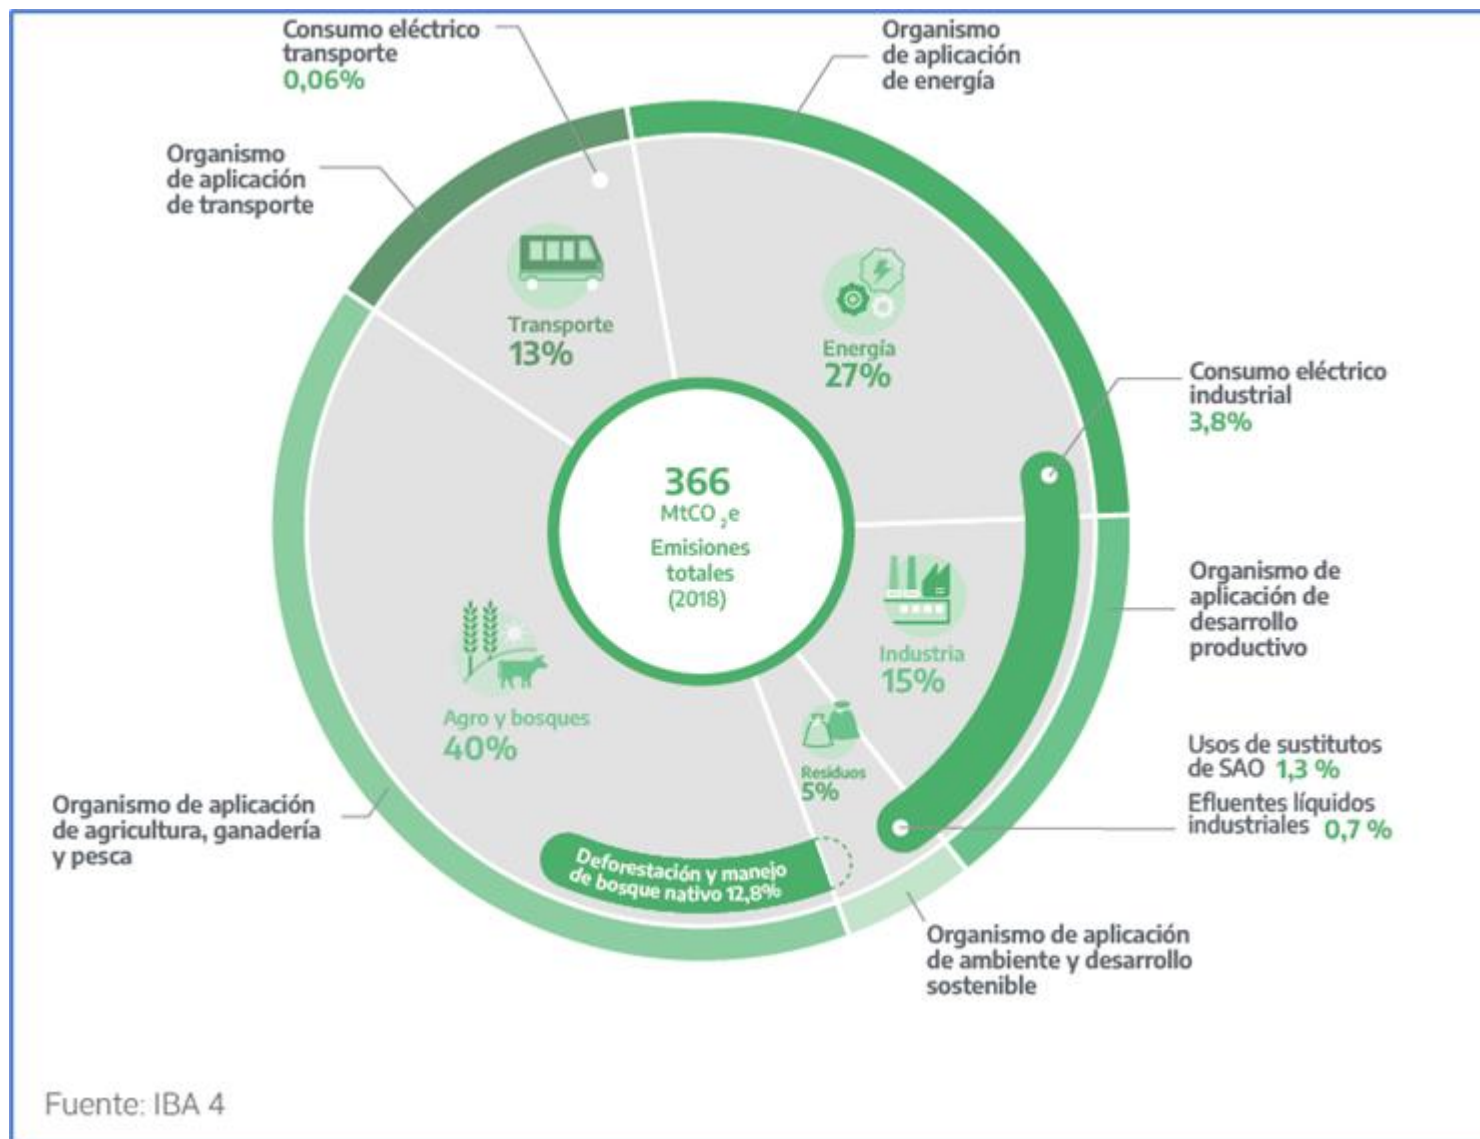 Consumo eléctrico
transporte
0,06%
Organismo
de aplicación
de energía
Organismo
de aplicación
de transporte
Transporte
13%
Energía
27%
Consumo eléctrico
industrial
3,8%
366
MtCO₂e
Emisiones
totales
(2018)
Organismo de
aplicación de
desarrollo
productivo
Industria
15%
Agro y bosques
40%
Residuos
5%
Usos de sustitutos
de SAO 1,3 %
Efluentes líquidos
industriales 0,7 %
Organismo de aplicación
de agricultura, ganadería
y pesca
Deforestación y manejo
de bosque nativo 12,8%
Organismo de aplicación
de ambiente y desarrollo
sostenible
Fuente: IBA 4